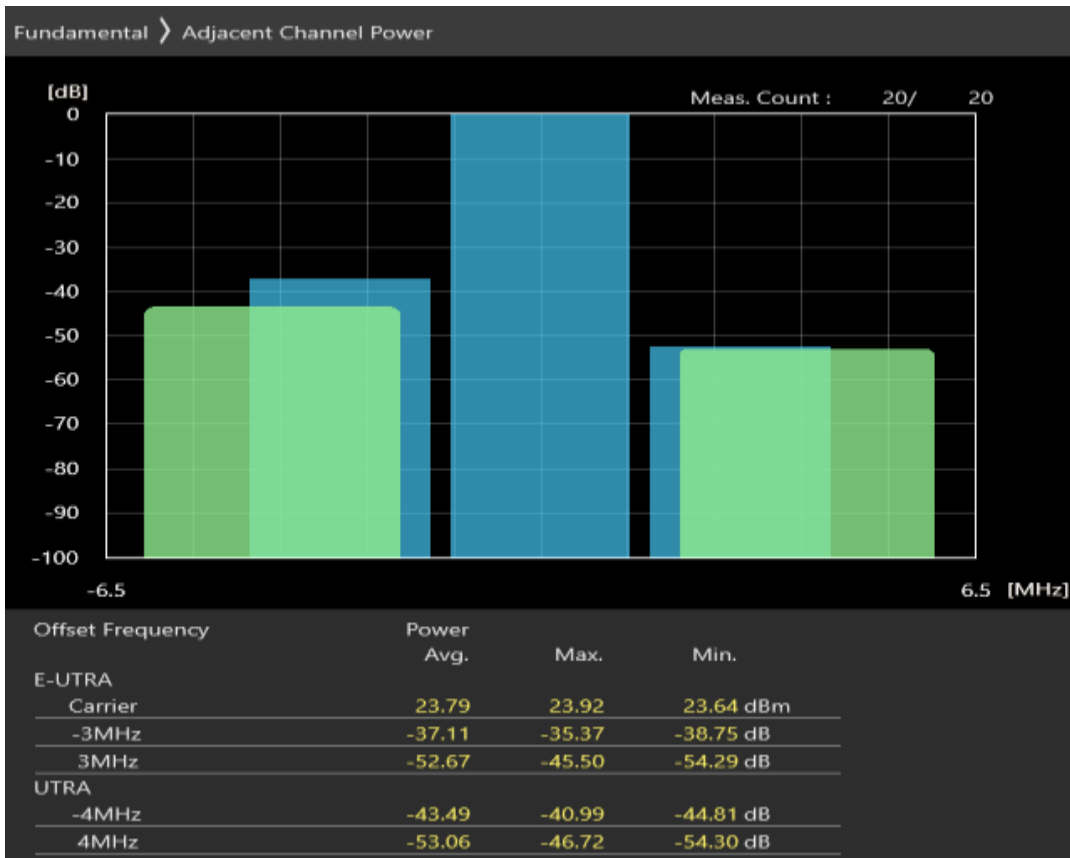 Fundamental 〉 Adjacent Channel Power
[dB]
Meas. Count : 20/ 20
0
-10
-20
-30
-40
-50
-60
-70
-80
-90
-100
-6.5 6.5 [MHz]
Offset Frequency Power
Avg. Max. Min.
E-UTRA
Carrier 23.79 23.92 23.64 dBm
-3MHz -37.11 -35.37 -38.75 dB
3MHz -52.67 -45.50 -54.29 dB
UTRA
-4MHz -43.49 -40.99 -44.81 dB
4MHz -53.06 -46.72 -54.30 dB